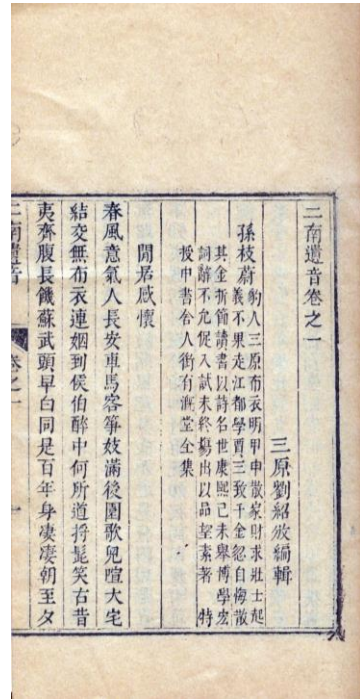 二南遺音卷之一
三原劉紹攽編輯
孫枝蔚
豹人三原布衣明甲申散家財求壯士起
義不果走江都學賈三致千金忽自悔散
其金折節讀書以詩名世康熙己未舉博學宏
詞辭不允促入試未終篇出以品望素著 特
授中書舍人銜有溉堂全集
閒居感懷
春風意氣人長安車馬客箏妓滿後園歌兒喧大宅
結交無布衣連姻到侯伯醉中何所道捋髭笑古昔
夷齊腹長餓蘇武頭早白同是百年身凄凄朝至夕
二南遺音
卷之一
一